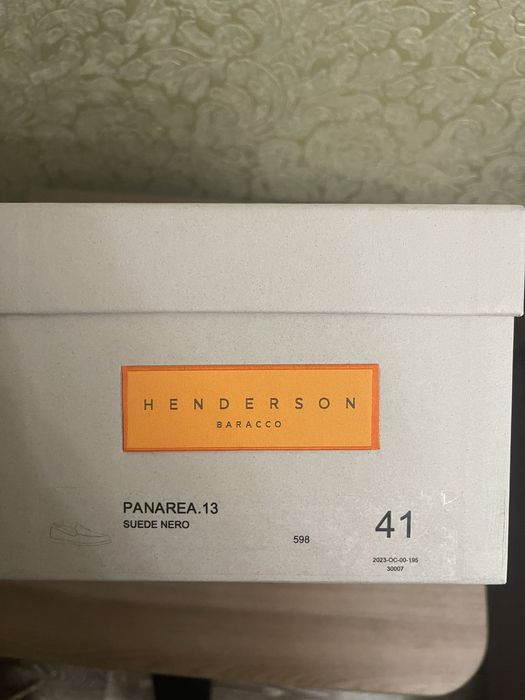 HENDERSON
BARACCO
PANAREA.13
SUEDE NERO
598
41
2023-OC-00-195
30007